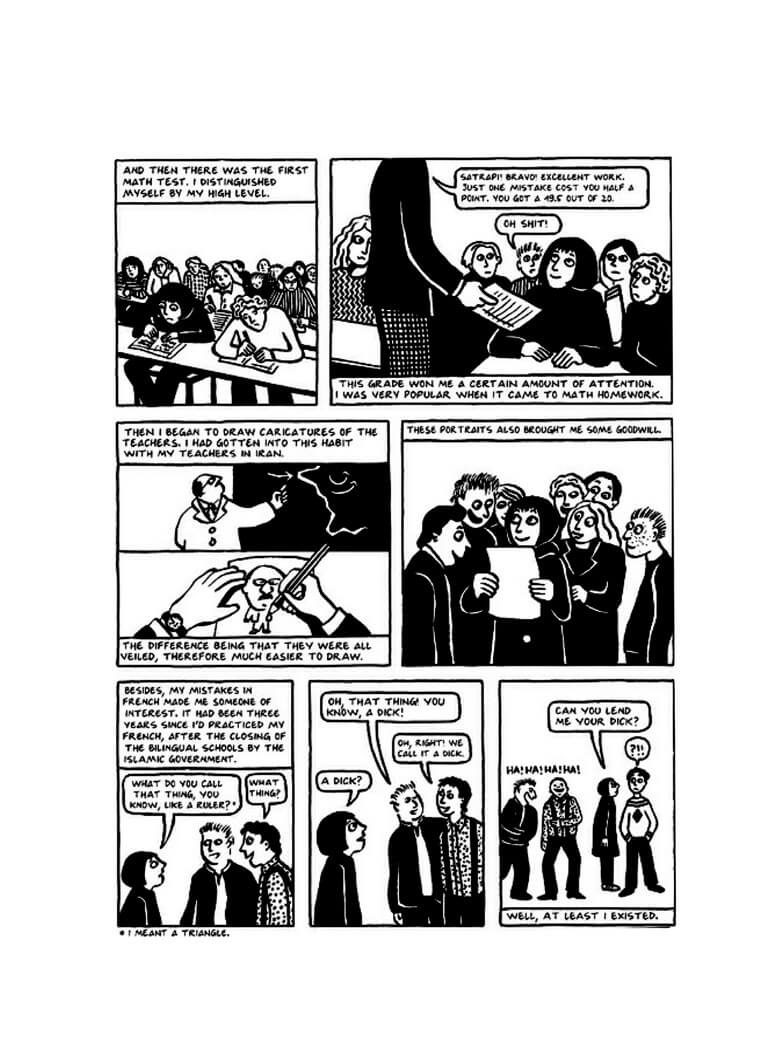 AND THEN THERE WAS THE FIRST
MATH TEST. I DISTINGUISHED
MYSELF BY MY HIGH LEVEL.
SATRAPI! BRAVO! EXCELLENT WORK.
JUST ONE MISTAKE COST YOU HALF A
POINT. YOU GOT A 19.5 OUT OF 20.
OH SHIT!
THIS GRADE WON ME A CERTAIN AMOUNT OF ATTENTION.
I WAS VERY POPULAR WHEN IT CAME TO MATH HOMEWORK.
THEN I BEGAN TO DRAW CARICATURES OF THE
TEACHERS. I HAD GOTTEN INTO THIS HABIT
WITH MY TEACHERS IN IRAN.
THE DIFFERENCE BEING THAT THEY WERE ALL
VEILED, THEREFORE MUCH EASIER TO DRAW.
THESE PORTRAITS ALSO BROUGHT ME SOME GOODWILL.
BESIDES, MY MISTAKES IN
FRENCH MADE ME SOMEONE OF
INTEREST. IT HAD BEEN THREE
YEARS SINCE I'D PRACTICED MY
FRENCH, AFTER THE CLOSING OF
THE BILINGUAL SCHOOLS BY THE
ISLAMIC GOVERNMENT.
WHAT DO YOU CALL
THAT THING, YOU
KNOW, LIKE A RULER?*
WHAT
THING?
* I MEANT A TRIANGLE.
OH, THAT THING! YOU
KNOW, A DICK!
OH, RIGHT! WE
CALL IT A DICK.
A DICK?
CAN YOU LEND
ME YOUR DICK?
?!!
HA! HA! HA! HA!
WELL, AT LEAST I EXISTED.